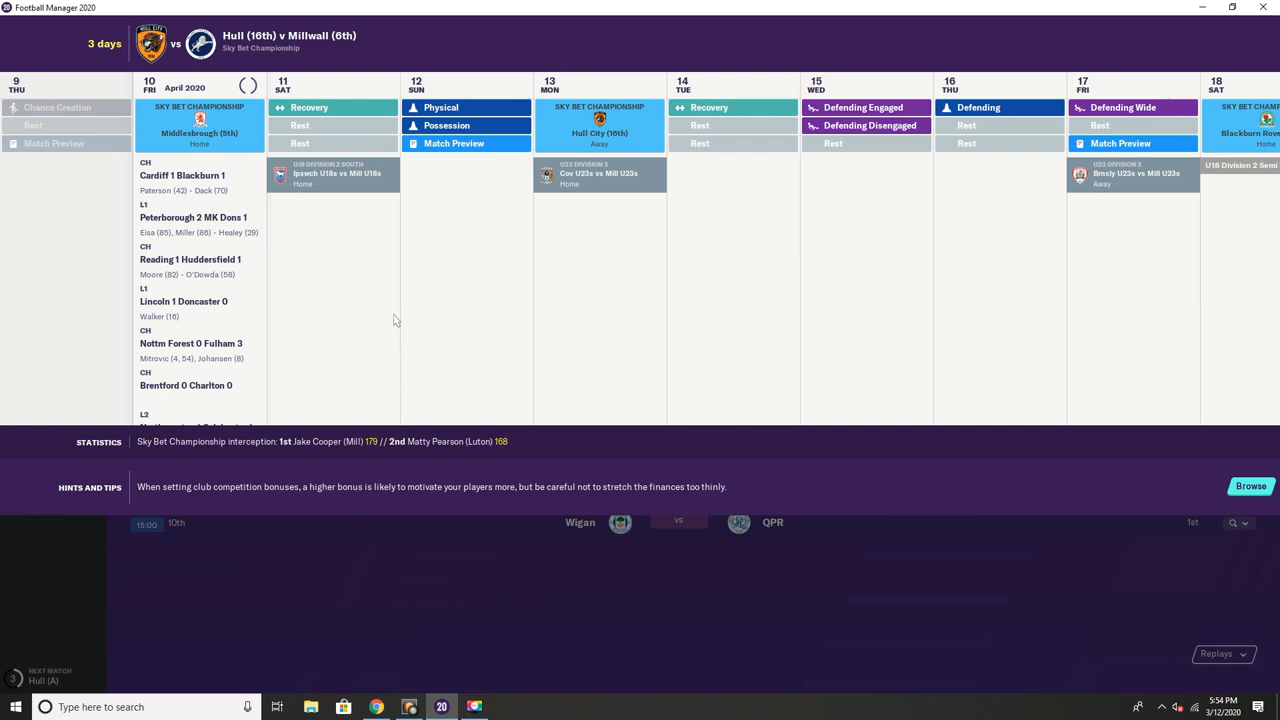 Football Manager 2020
3 days
vs
Hull (16th) v Millwall (6th)
Sky Bet Championship
9
THU
Chance Creation
Rest
Match Preview
10
FRI
April 2020
SKY BET CHAMPIONSHIP
Middlesbrough (5th)
Home
CH
Cardiff 1 Blackburn 1
Paterson (42) - Dack (70)
L1
Peterborough 2 MK Dons 1
Eisa (85), Miller (86) - Healey (29)
CH
Reading 1 Huddersfield 1
Moore (82) - O'Dowda (58)
L1
Lincoln 1 Doncaster 0
Walker (16)
CH
Nottm Forest 0 Fulham 3
Mitrovic (4, 54), Johansen (8)
CH
Brentford 0 Charlton 0
L2
11
SAT
Recovery
Rest
Rest
U18 DIVISION 2 SOUTH
Ipswch U18s vs Mill U18s
Home
12
SUN
Physical
Possession
Match Preview
13
MON
SKY BET CHAMPIONSHIP
Hull City (16th)
Away
U23 DIVISION 3
Cov U23s vs Mill U23s
Home
14
TUE
Recovery
Rest
Rest
15
WED
Defending Engaged
Defending Disengaged
Rest
16
THU
Defending
Rest
Rest
17
FRI
Defending Wide
Rest
Match Preview
U23 DIVISION 3
Brnsly U23s vs Mill U23s
Away
18
SAT
SKY BET CHAMP
Blackburn Rove
Home
U18 Division 2 Semi
STATISTICS
Sky Bet Championship interception: 1st Jake Cooper (Mill) 179 // 2nd Matty Pearson (Luton) 168
HINTS AND TIPS
When setting club competition bonuses, a higher bonus is likely to motivate your players more, but be careful not to stretch the finances too thinly.
Browse
15:00
10th
Wigan
vs
QPR
1st
Replays
3
NEXT MATCH
Hull (A)
Type here to search
20
5:54 PM
3/12/2020